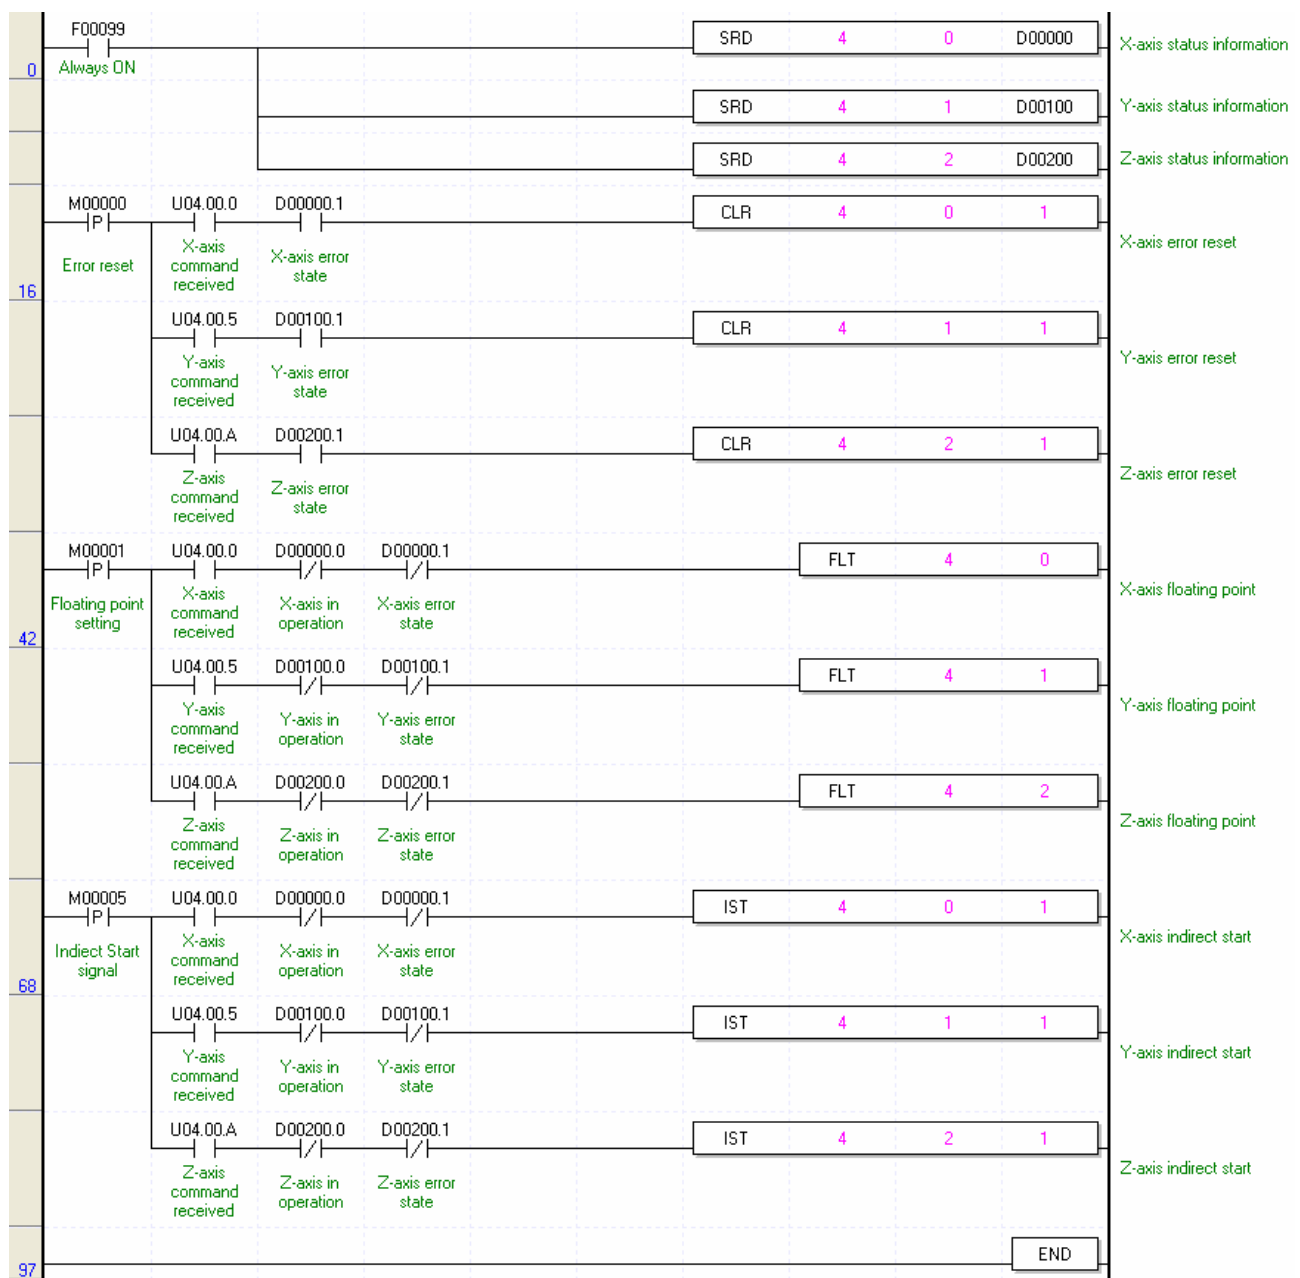 F00099
SRD 4 0 D00000
X-axis status information
Always ON
0
SRD 4 1 D00100
Y-axis status information
SRD 4 2 D00200
Z-axis status information
M00000 U04.00.0 D00000.1
P
CLR 4 0 1
X-axis error reset
Error reset
X-axis
command
received
X-axis error
state
16
U04.00.5 D00100.1
CLR 4 1 1
Y-axis error reset
Y-axis
command
received
Y-axis error
state
U04.00.A D00200.1
CLR 4 2 1
Z-axis error reset
Z-axis
command
received
Z-axis error
state
M00001 U04.00.0 D00000.0 D00000.1
P
FLT 4 0
X-axis floating point
Floating point
setting
X-axis
command
received
X-axis in
operation
X-axis error
state
42
U04.00.5 D00100.0 D00100.1
FLT 4 1
Y-axis floating point
Y-axis
command
received
Y-axis in
operation
Y-axis error
state
U04.00.A D00200.0 D00200.1
FLT 4 2
Z-axis floating point
Z-axis
command
received
Z-axis in
operation
Z-axis error
state
M00005 U04.00.0 D00000.0 D00000.1
P
IST 4 0 1
X-axis indirect start
Indiect Start
signal
X-axis
command
received
X-axis in
operation
X-axis error
state
68
U04.00.5 D00100.0 D00100.1
IST 4 1 1
Y-axis indirect start
Y-axis
command
received
Y-axis in
operation
Y-axis error
state
U04.00.A D00200.0 D00200.1
IST 4 2 1
Z-axis indirect start
Z-axis
command
received
Z-axis in
operation
Z-axis error
state
END
97